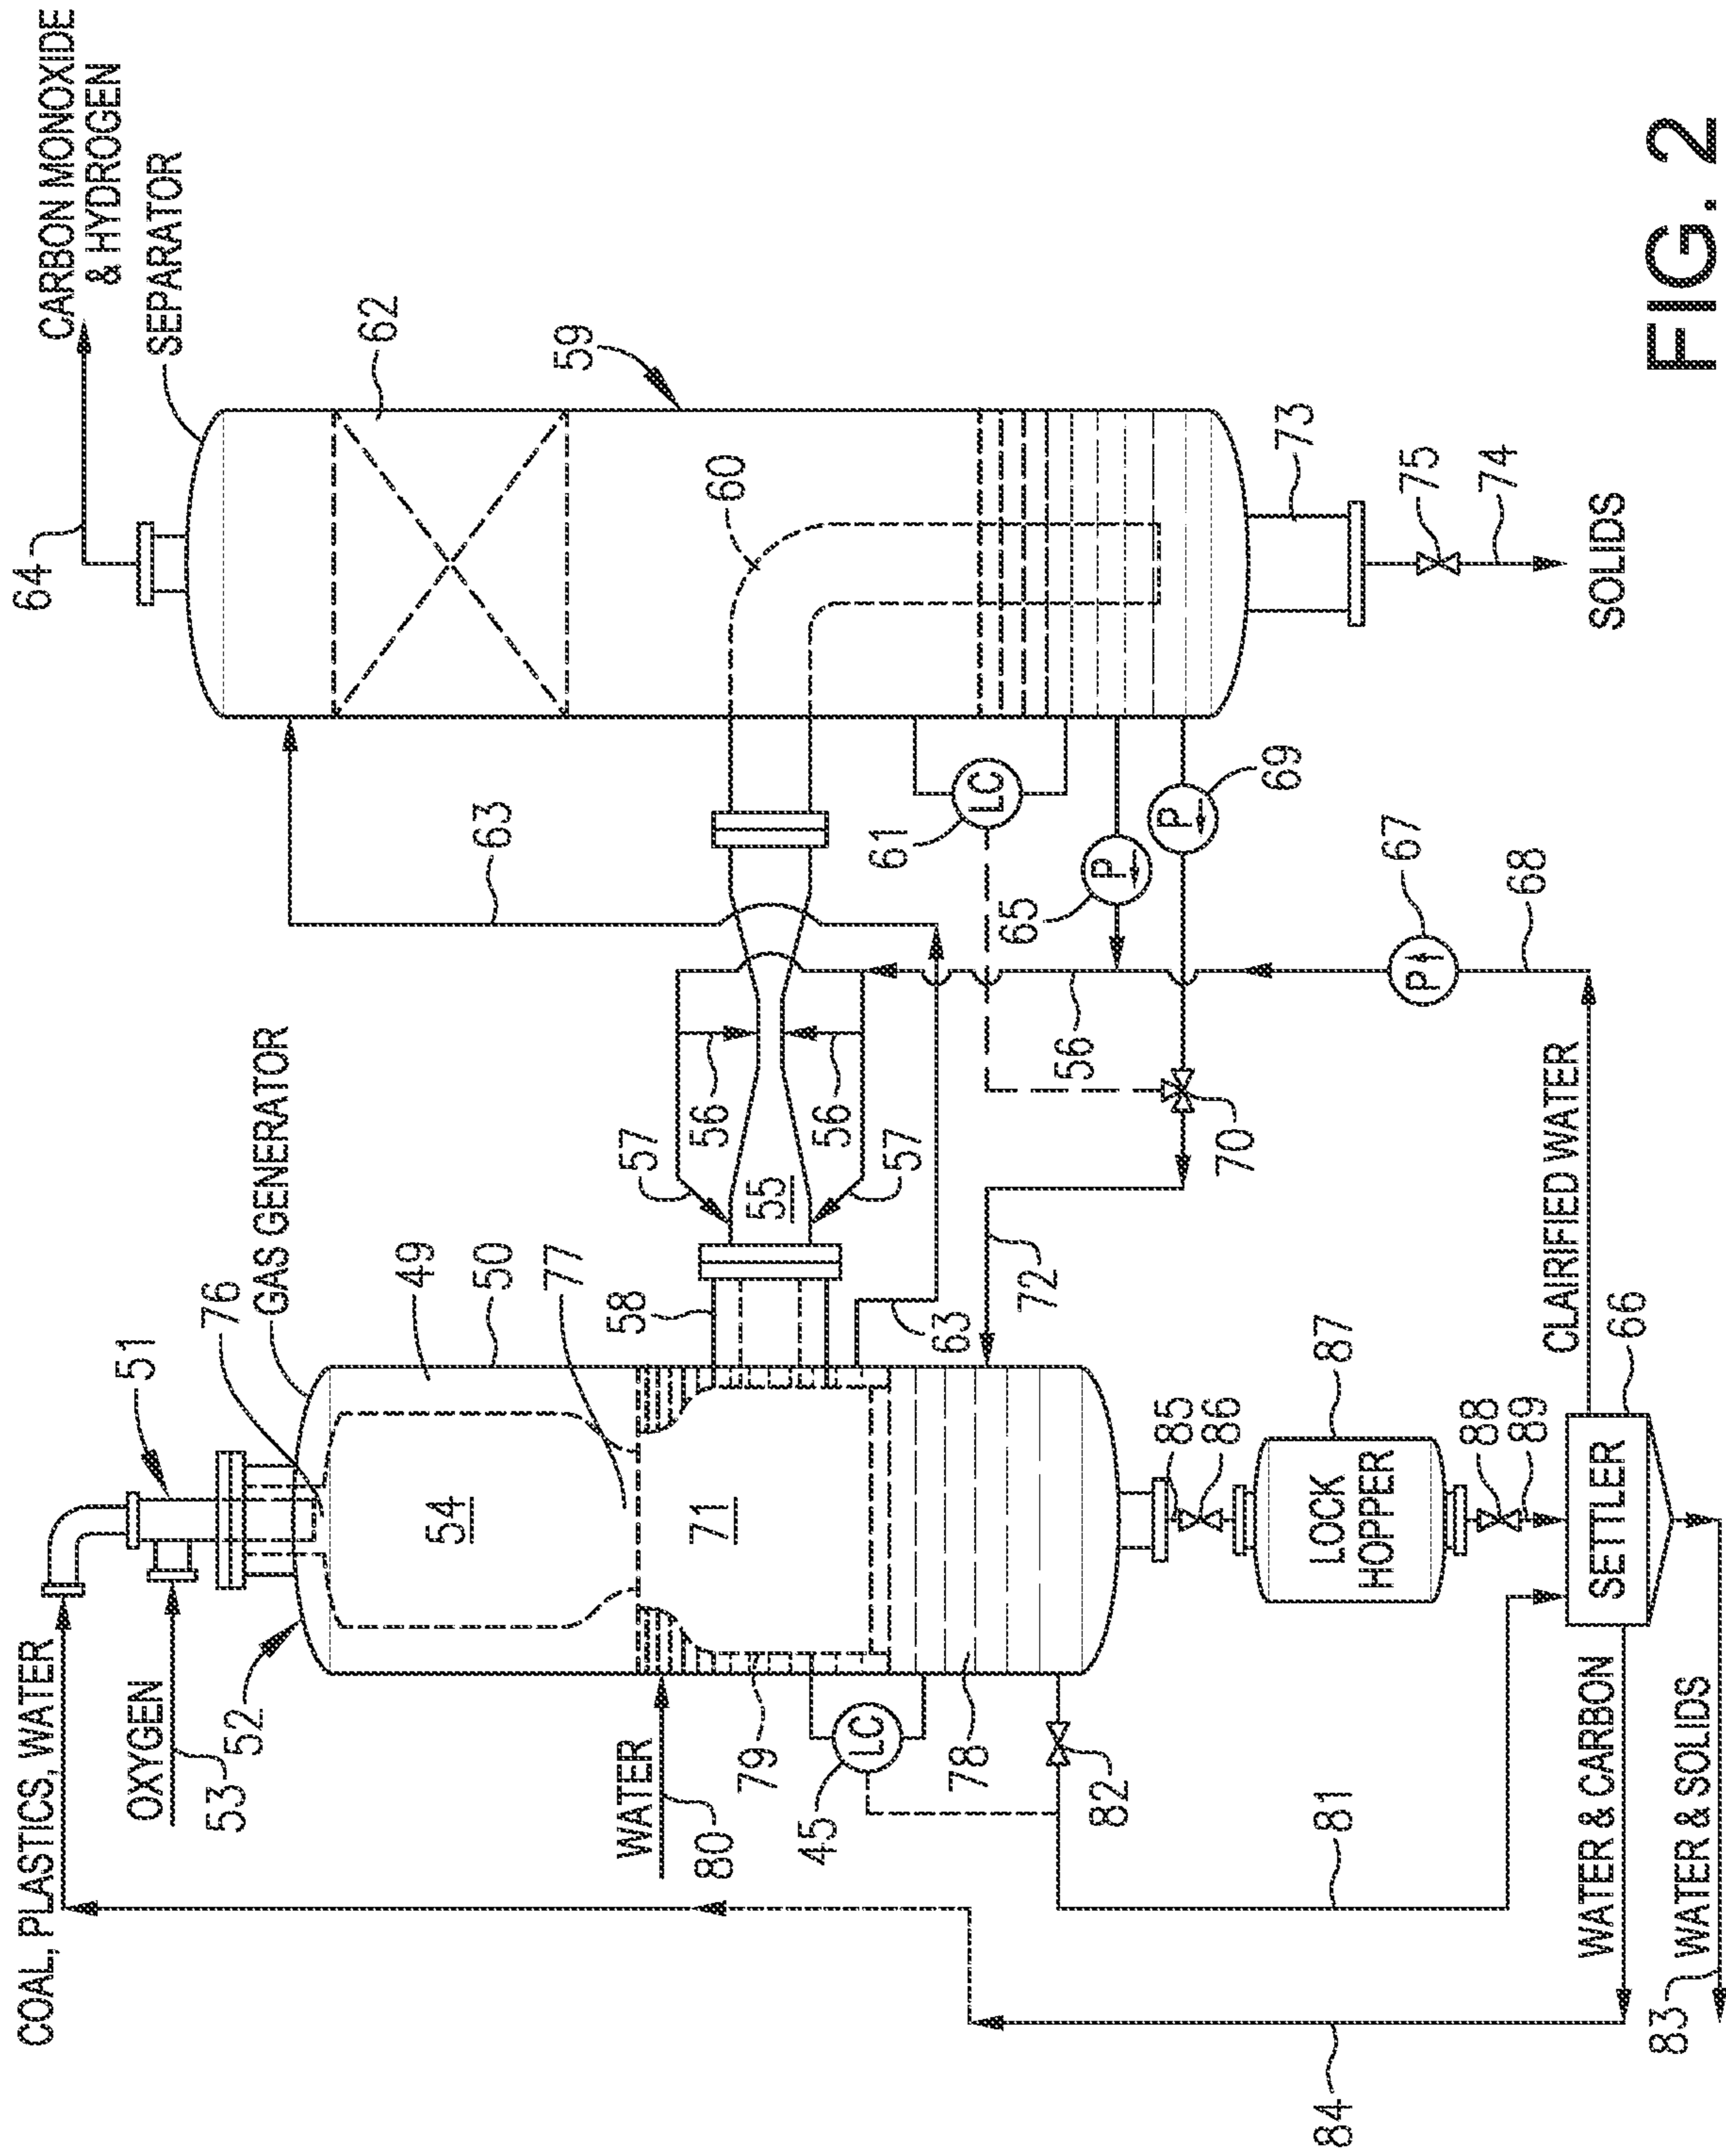 COAL, PLASTICS, WATER
OXYGEN
53
52
51
76
GAS GENERATOR
49
50
77
54
71
WATER
80
79
45
LC
78
82
81
84
58
63
57
56
55
56
57
63
72
70
56
64
CARBON MONOXIDE
& HYDROGEN
SEPARATOR
62
59
60
61
LC
65
P
P
69
67
P
68
73
75
74
SOLIDS
85
86
87
LOCK
HOPPER
88
89
SETTLER
66
CLAIRIFIED WATER
WATER & CARBON
83
WATER & SOLIDS
FIG. 2